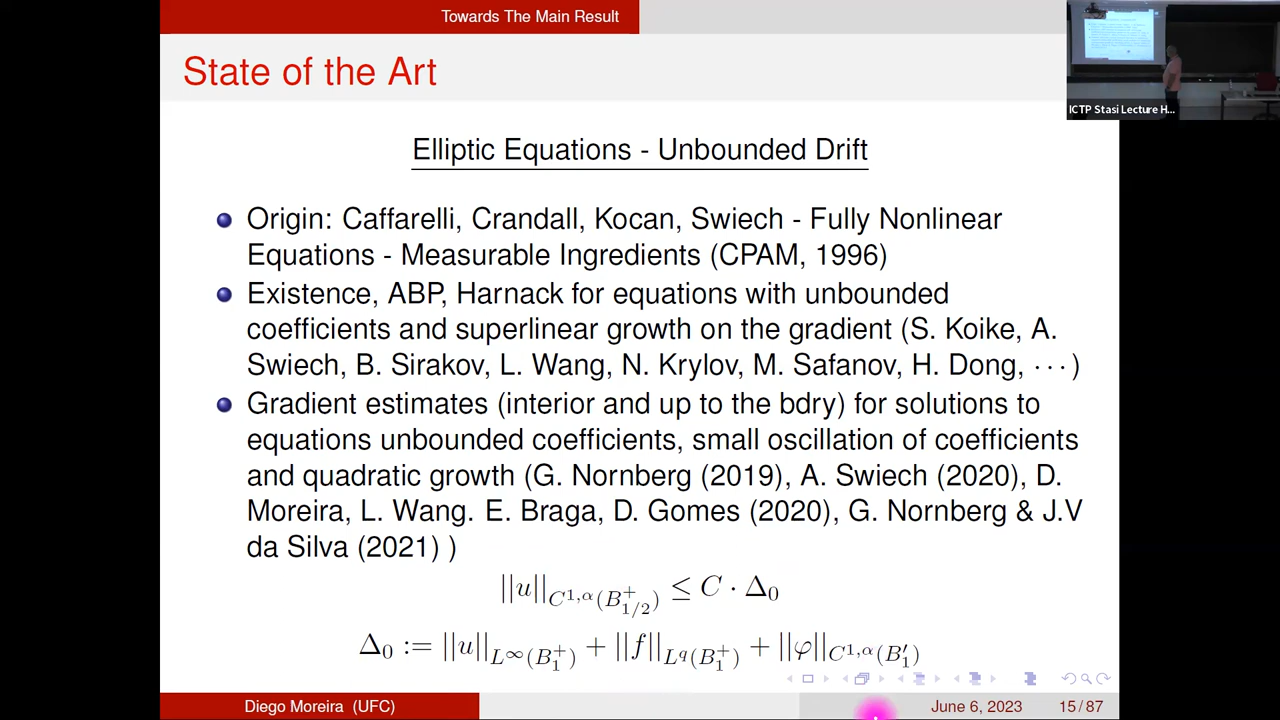 Towards The Main Result
State of the Art
ICTP Stasi Lecture H...
Elliptic Equations - Unbounded Drift
Origin: Caffarelli, Crandall, Kocan, Swiech - Fully Nonlinear
Equations - Measurable Ingredients (CPAM, 1996)
Existence, ABP, Harnack for equations with unbounded
coefficients and superlinear growth on the gradient (S. Koike, A.
Swiech, B. Sirakov, L. Wang, N. Krylov, M. Safanov, H. Dong, ··· )
Gradient estimates (interior and up to the bdry) for solutions to
equations unbounded coefficients, small oscillation of coefficients
and quadratic growth (G. Nornberg (2019), A. Swiech (2020), D.
Moreira, L. Wang. E. Braga, D. Gomes (2020), G. Nornberg & J.V
da Silva (2021) )
||u||_{C^{1,α}(B^+_{1/2})} ≤ C · Δ_0
Δ_0 := ||u||_{L^∞(B^+_1)} + ||f||_{L^q(B^+_1)} + ||φ||_{C^{1,α}(B'_1)}
Diego Moreira (UFC)
June 6, 2023
15 / 87